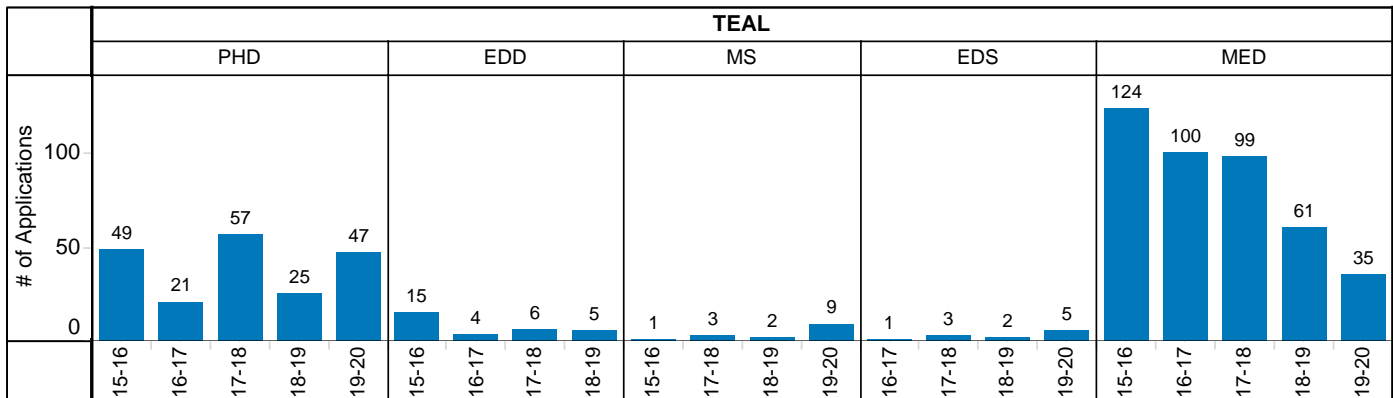 TEAL
PHD EDD MS EDS MED
# of Applications
100
50
0
49 21 57 25 47
15 4 6 5
1 3 2 9
1 3 2 5
124 100 99 61 35
15-16 16-17 17-18 18-19 19-20
15-16 16-17 17-18 18-19
15-16 17-18 18-19 19-20
16-17 17-18 18-19 19-20
15-16 16-17 17-18 18-19 19-20